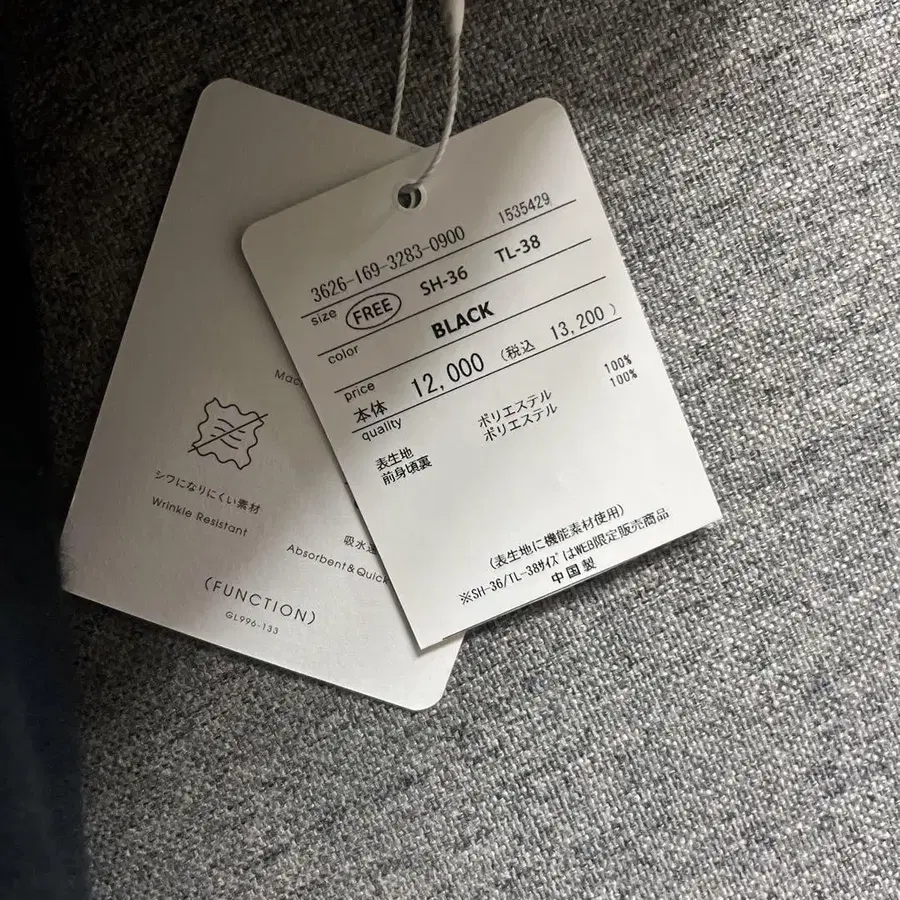 3626-169-3283-0900 1535429
size FREE SH-36 TL-38
color BLACK
price
本体 12,000 (税込 13,200 )
quality
表生地 ポリエステル 100%
前身頃裏 ポリエステル 100%
(表生地に機能素材使用)
※SH-36/TL-38サイズはWEB限定販売商品
中国製
シワになりにくい素材
Wrinkle Resistant
吸水速
Absorbent&Quick
(FUNCTION)
GL996-133